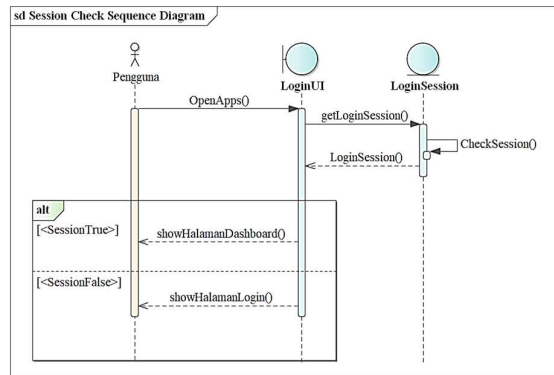 sd Session Check Sequence Diagram
Pengguna
LoginUI
LoginSession
OpenApps()
getLoginSession()
CheckSession()
LoginSession()
alt
[<SessionTrue>]
showHalamanDashboard()
[<SessionFalse>]
showHalamanLogin()